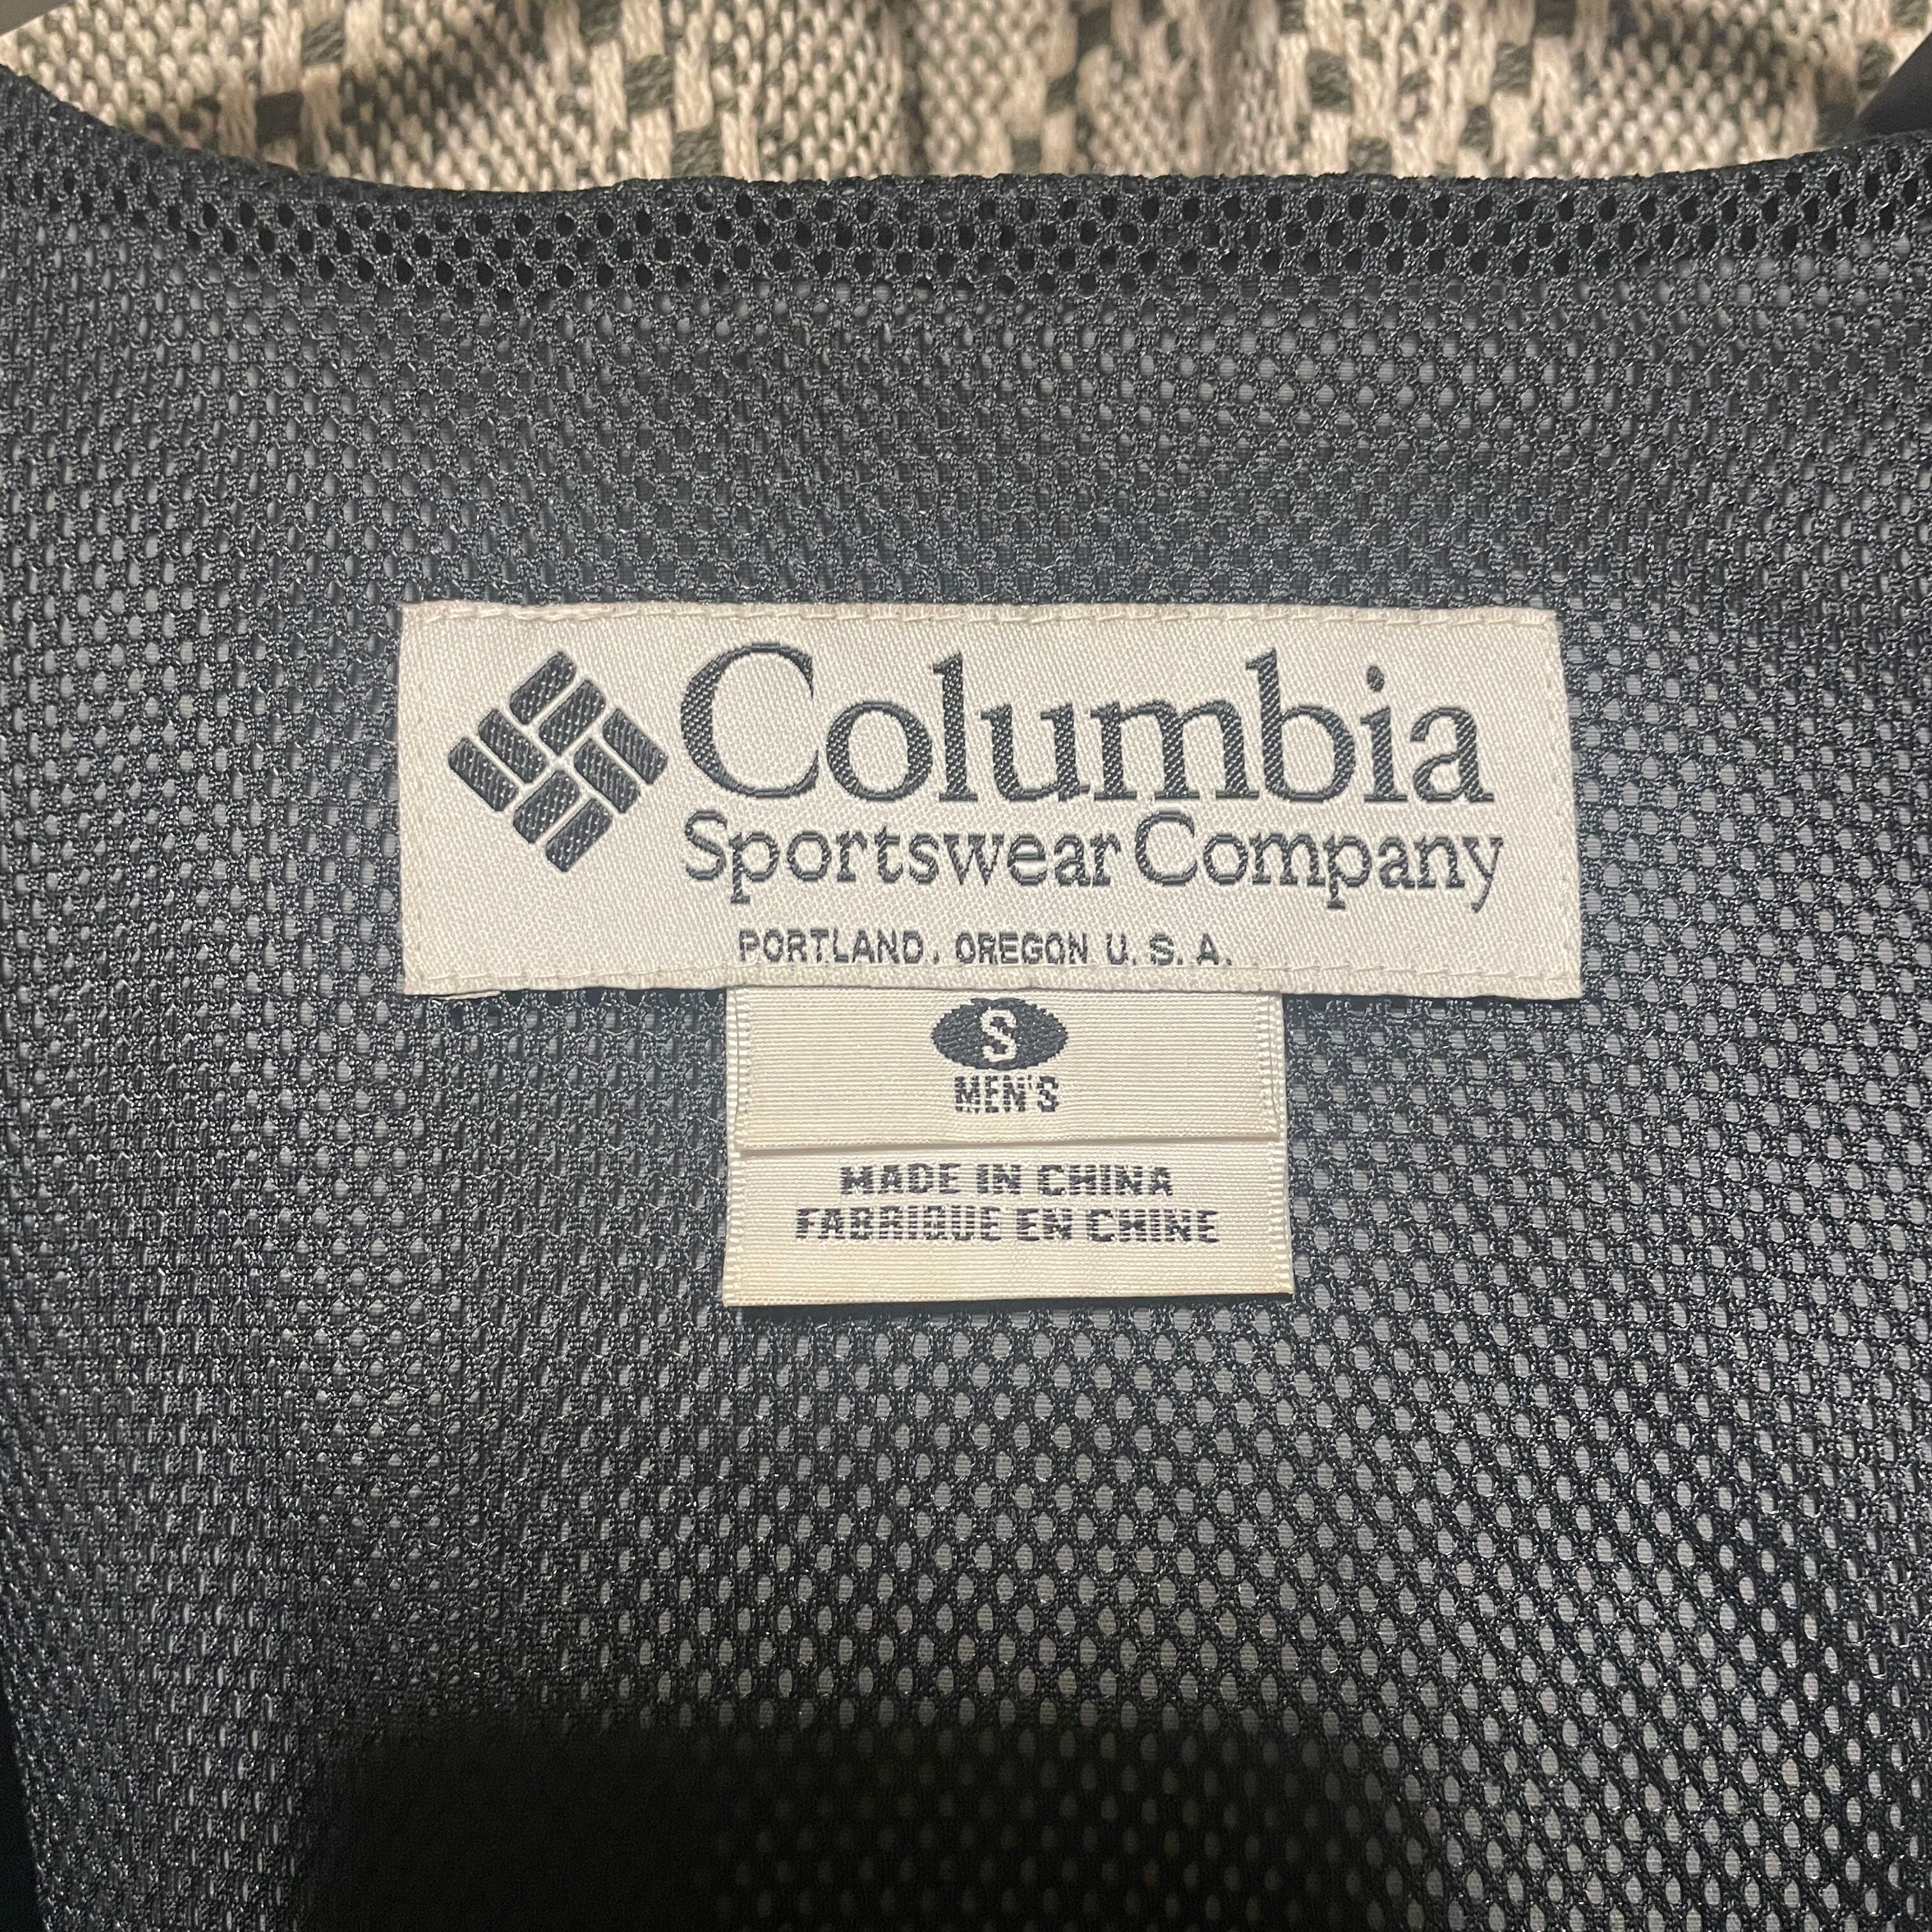 Columbia
Sportswear Company
PORTLAND, OREGON U.S.A.
S
MEN'S
MADE IN CHINA
FABRIQUE EN CHINE